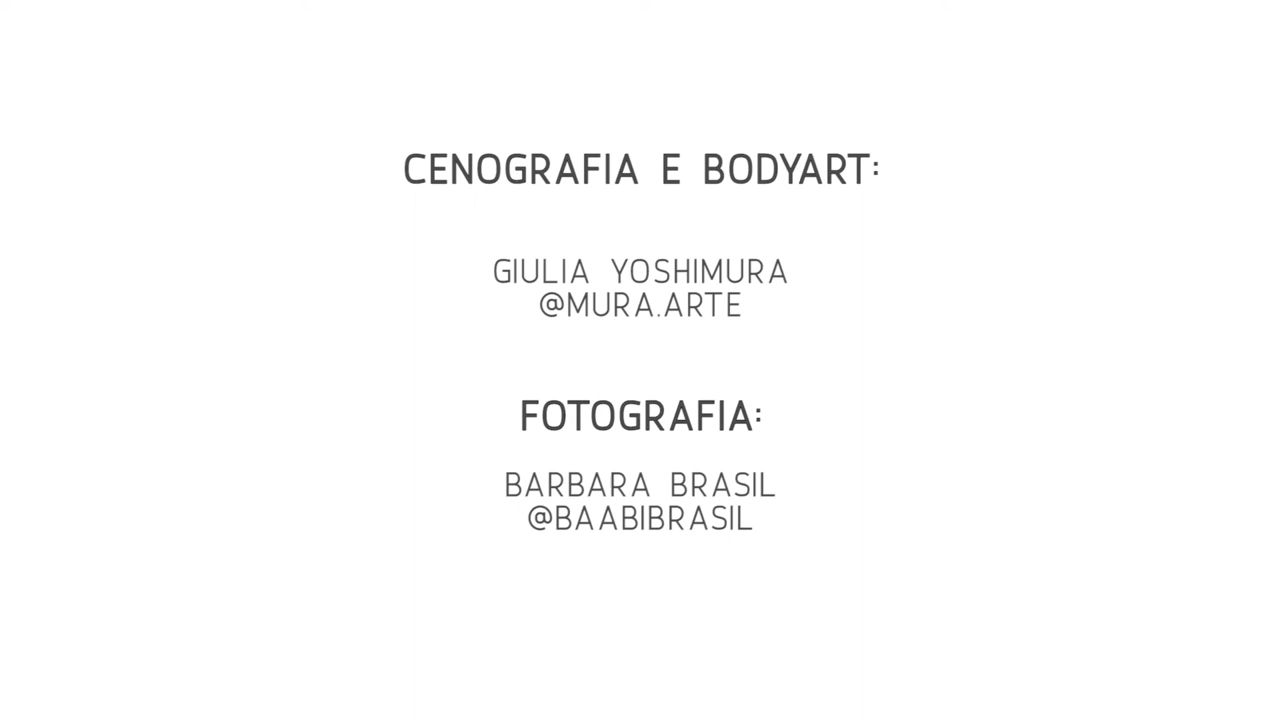 CENOGRAFIA E BODYART:
GIULIA YOSHIMURA
@MURA.ARTE
FOTOGRAFIA:
BARBARA BRASIL
@BAABIBRASIL